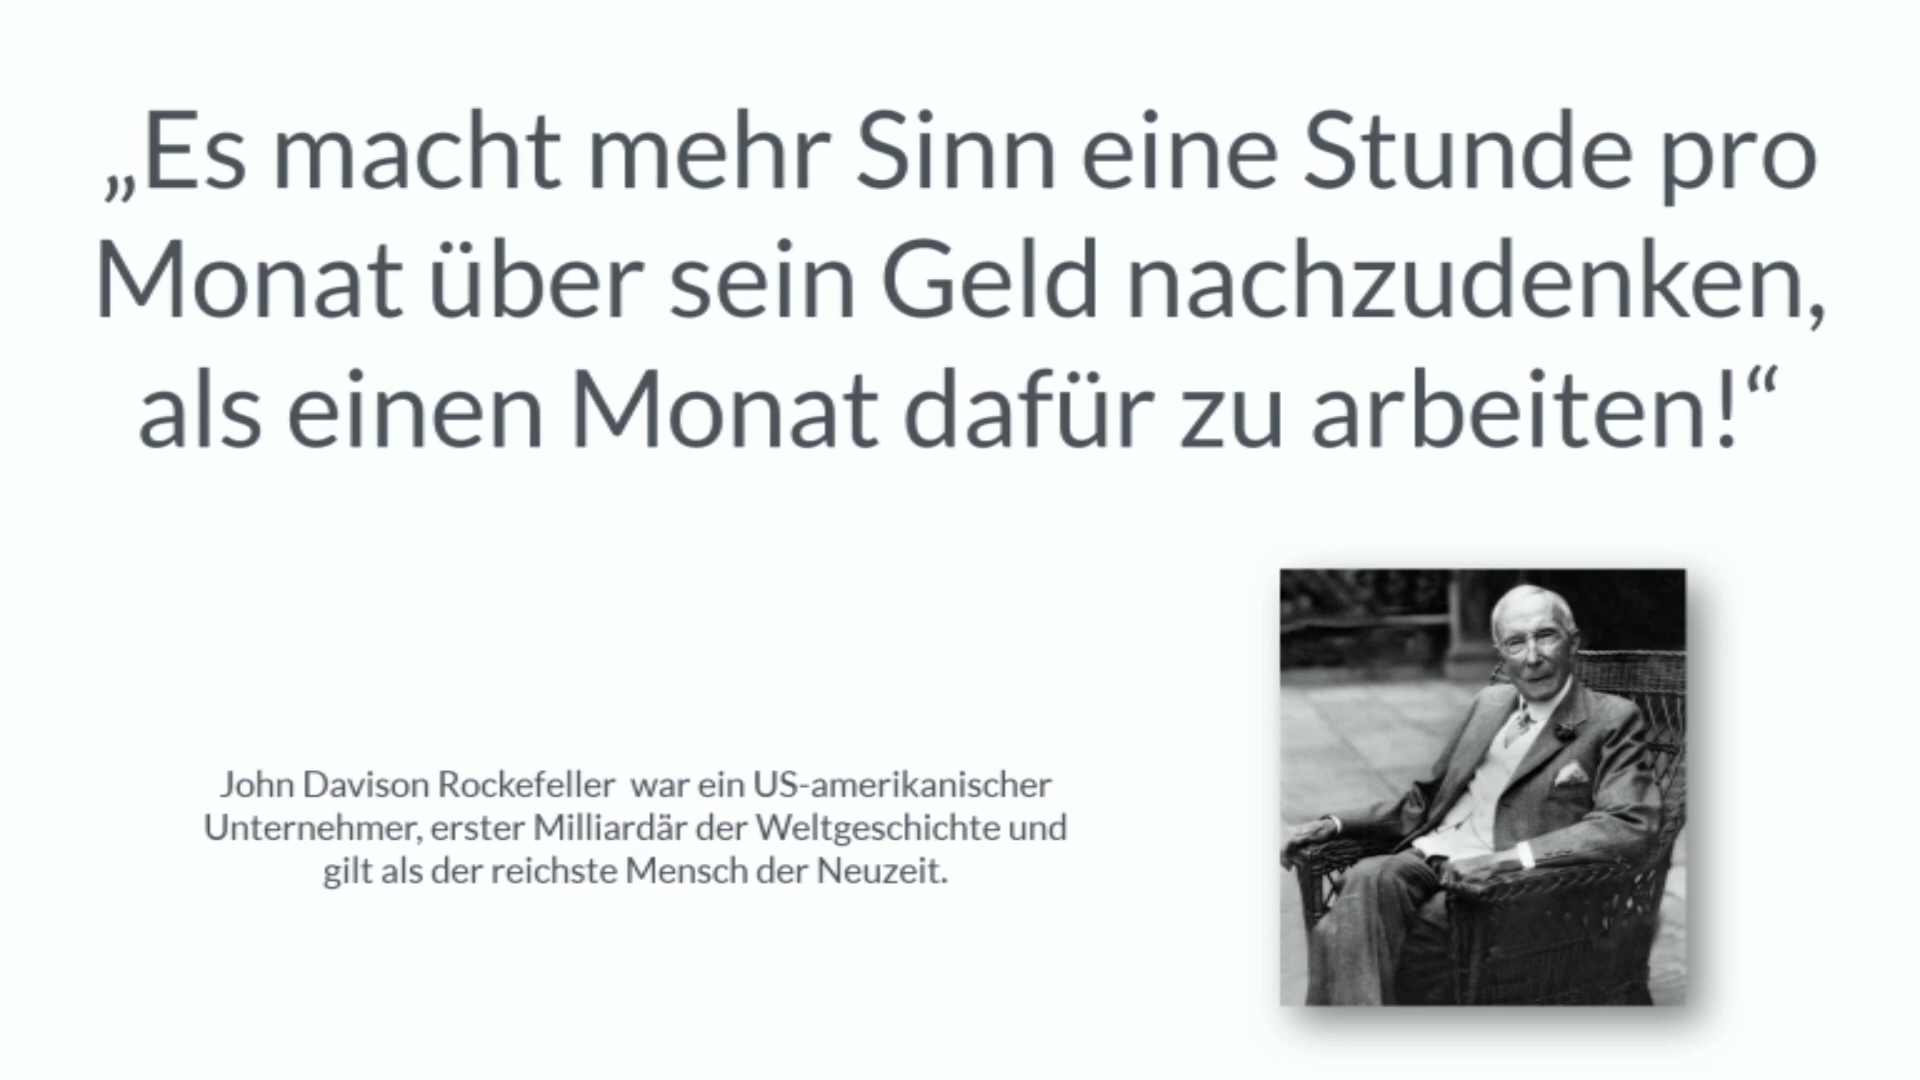 „Es macht mehr Sinn eine Stunde pro
Monat über sein Geld nachzudenken,
als einen Monat dafür zu arbeiten!“
John Davison Rockefeller  war ein US-amerikanischer
Unternehmer, erster Milliardär der Weltgeschichte und
gilt als der reichste Mensch der Neuzeit.